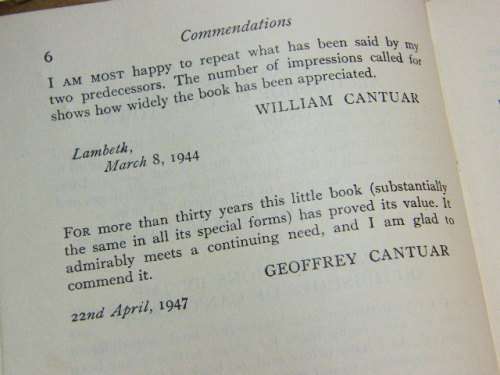 Commendations
6
I AM MOST happy to repeat what has been said by my
two predecessors. The number of impressions called for
shows how widely the book has been appreciated.
WILLIAM CANTUAR
Lambeth,
March 8, 1944
FOR more than thirty years this little book (substantially
the same in all its special forms) has proved its value. It
admirably meets a continuing need, and I am glad to
commend it.
GEOFFREY CANTUAR
22nd April, 1947